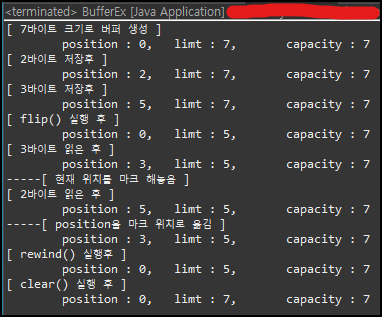 <terminated> BufferEx [Java Application]
[ 7바이트 크기로 버퍼 생성 ]
position : 0, limt : 7, capacity : 7
[ 2바이트 저장후 ]
position : 2, limt : 7, capacity : 7
[ 3바이트 저장후 ]
position : 5, limt : 7, capacity : 7
[ flip() 실행 후 ]
position : 0, limt : 5, capacity : 7
[ 3바이트 읽은 후 ]
position : 3, limt : 5, capacity : 7
-----[ 현재 위치를 마크 해놓음 ]
[ 2바이트 읽은 후 ]
position : 5, limt : 5, capacity : 7
-----[ position을 마크 위치로 옮김 ]
position : 3, limt : 5, capacity : 7
[ rewind() 실행후 ]
position : 0, limt : 5, capacity : 7
[ clear() 실행 후 ]
position : 0, limt : 7, capacity : 7